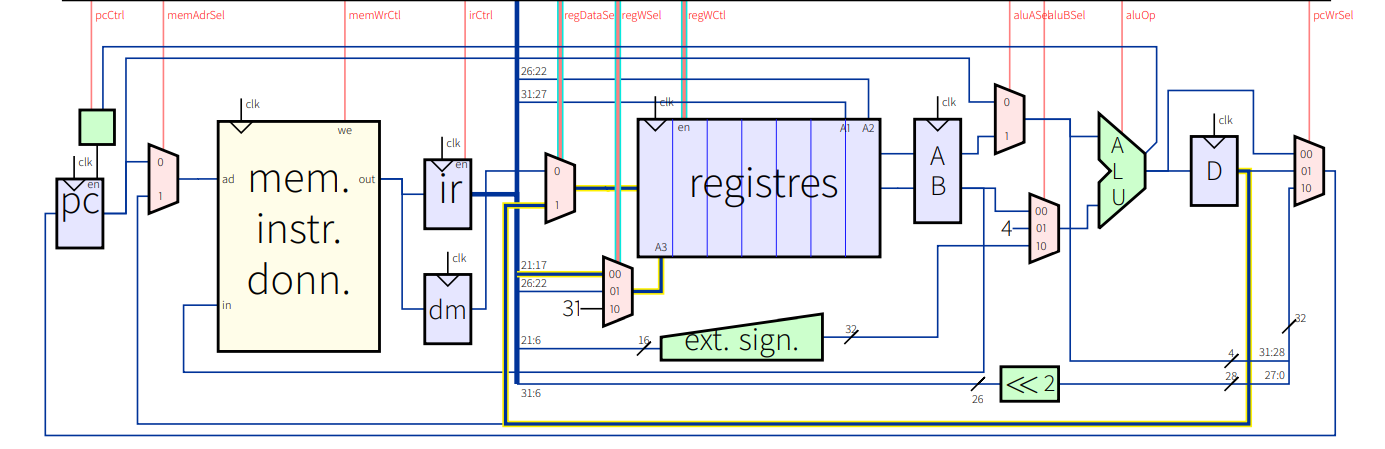 pcCtrl
memAdrSel
memWrCtl
irCtrl
regDataSel
regWSel
regWCtl
aluASel
aluBSel
aluOp
pcWrSel
26:22
31:27
clk
en
pc
0
1
clk
we
ad
out
in
mem.
instr.
donn.
clk
en
ir
clk
dm
0
1
21:17
26:22
31
00
01
10
21:6
16
31:6
clk
en
A1
A2
A3
registres
ext. sign.
32
clk
A
B
0
1
4
00
01
10
A
L
U
clk
D
00
01
10
32
4
31:28
28
27:0
26
<< 2